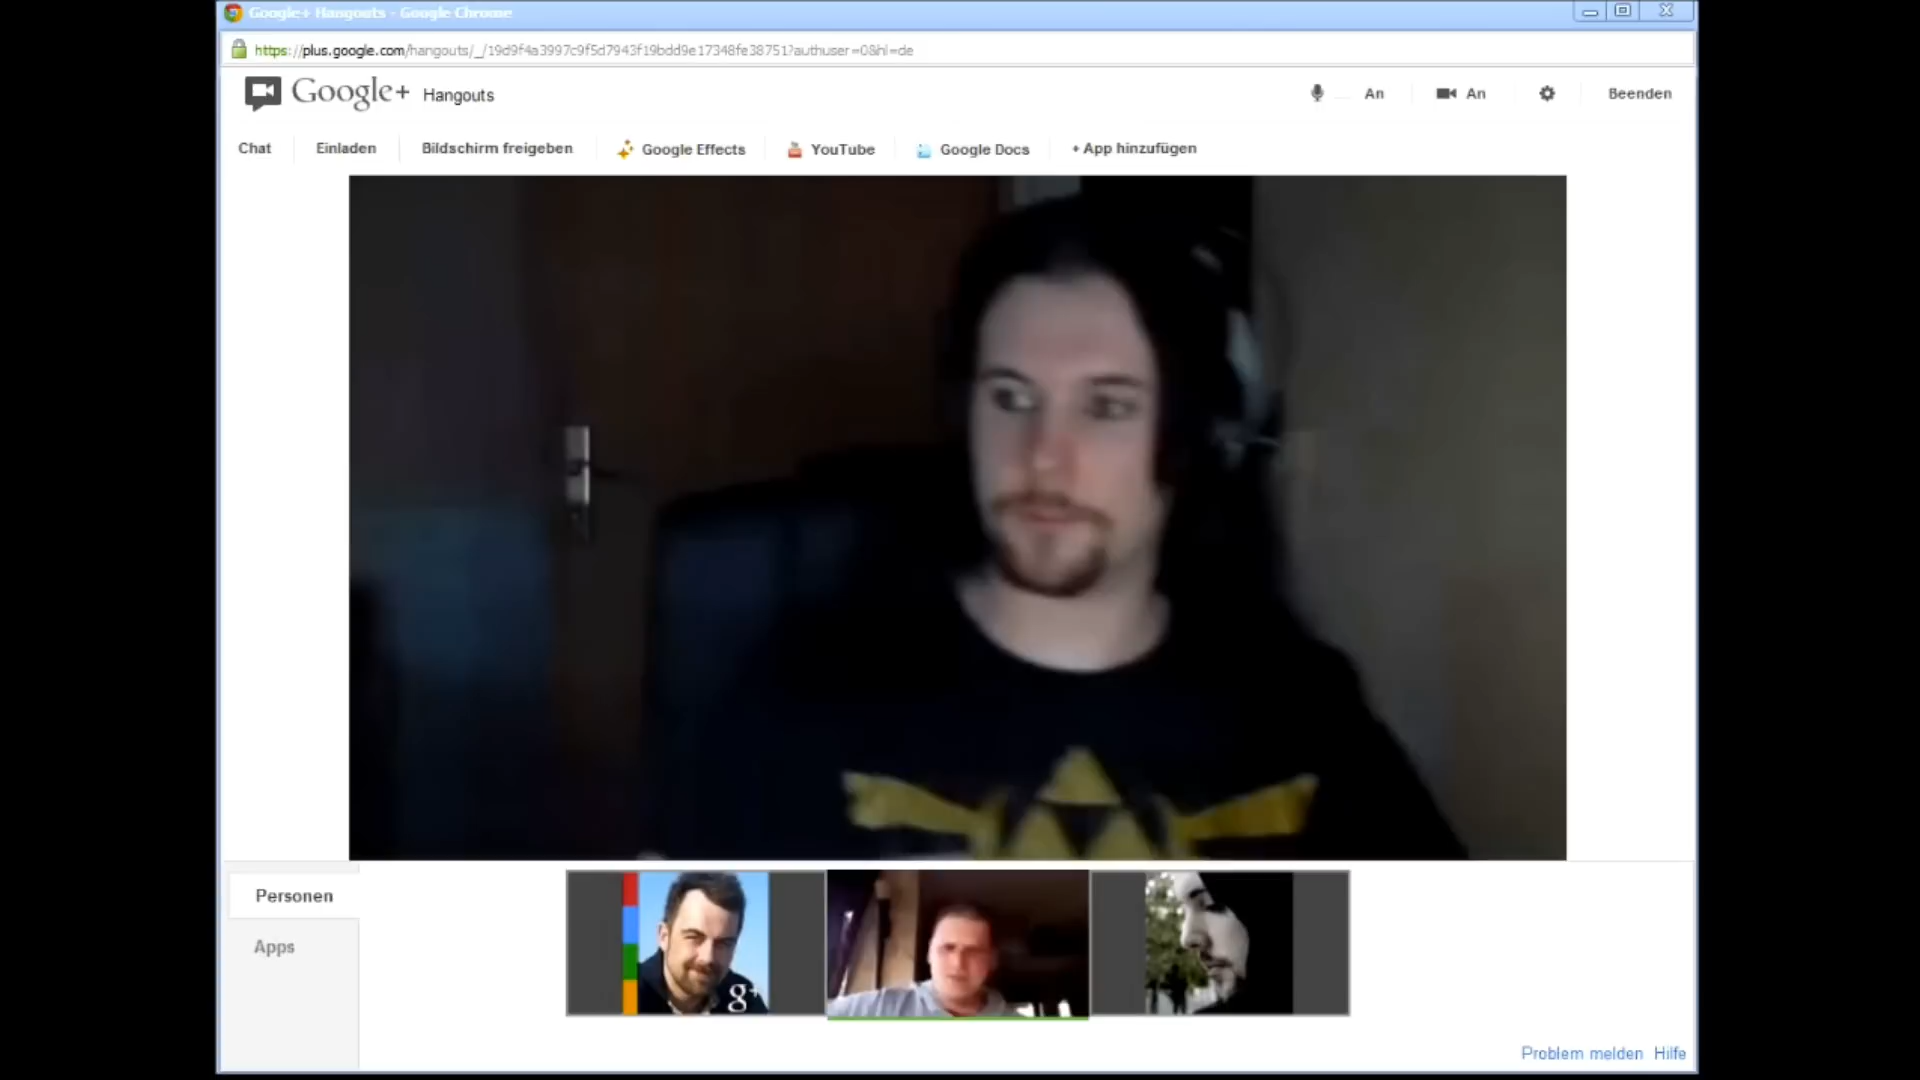 Google+ Hangouts - Google Chrome
https://plus.google.com/hangouts/_/19d9f4a3997c9f5d7943f19bdd9e17348fe38751?authuser=0&hl=de
Google+ Hangouts
An
An
Beenden
Chat
Einladen
Bildschirm freigeben
Google Effects
YouTube
Google Docs
+ App hinzufügen
Personen
Apps
g+
Problem melden
Hilfe